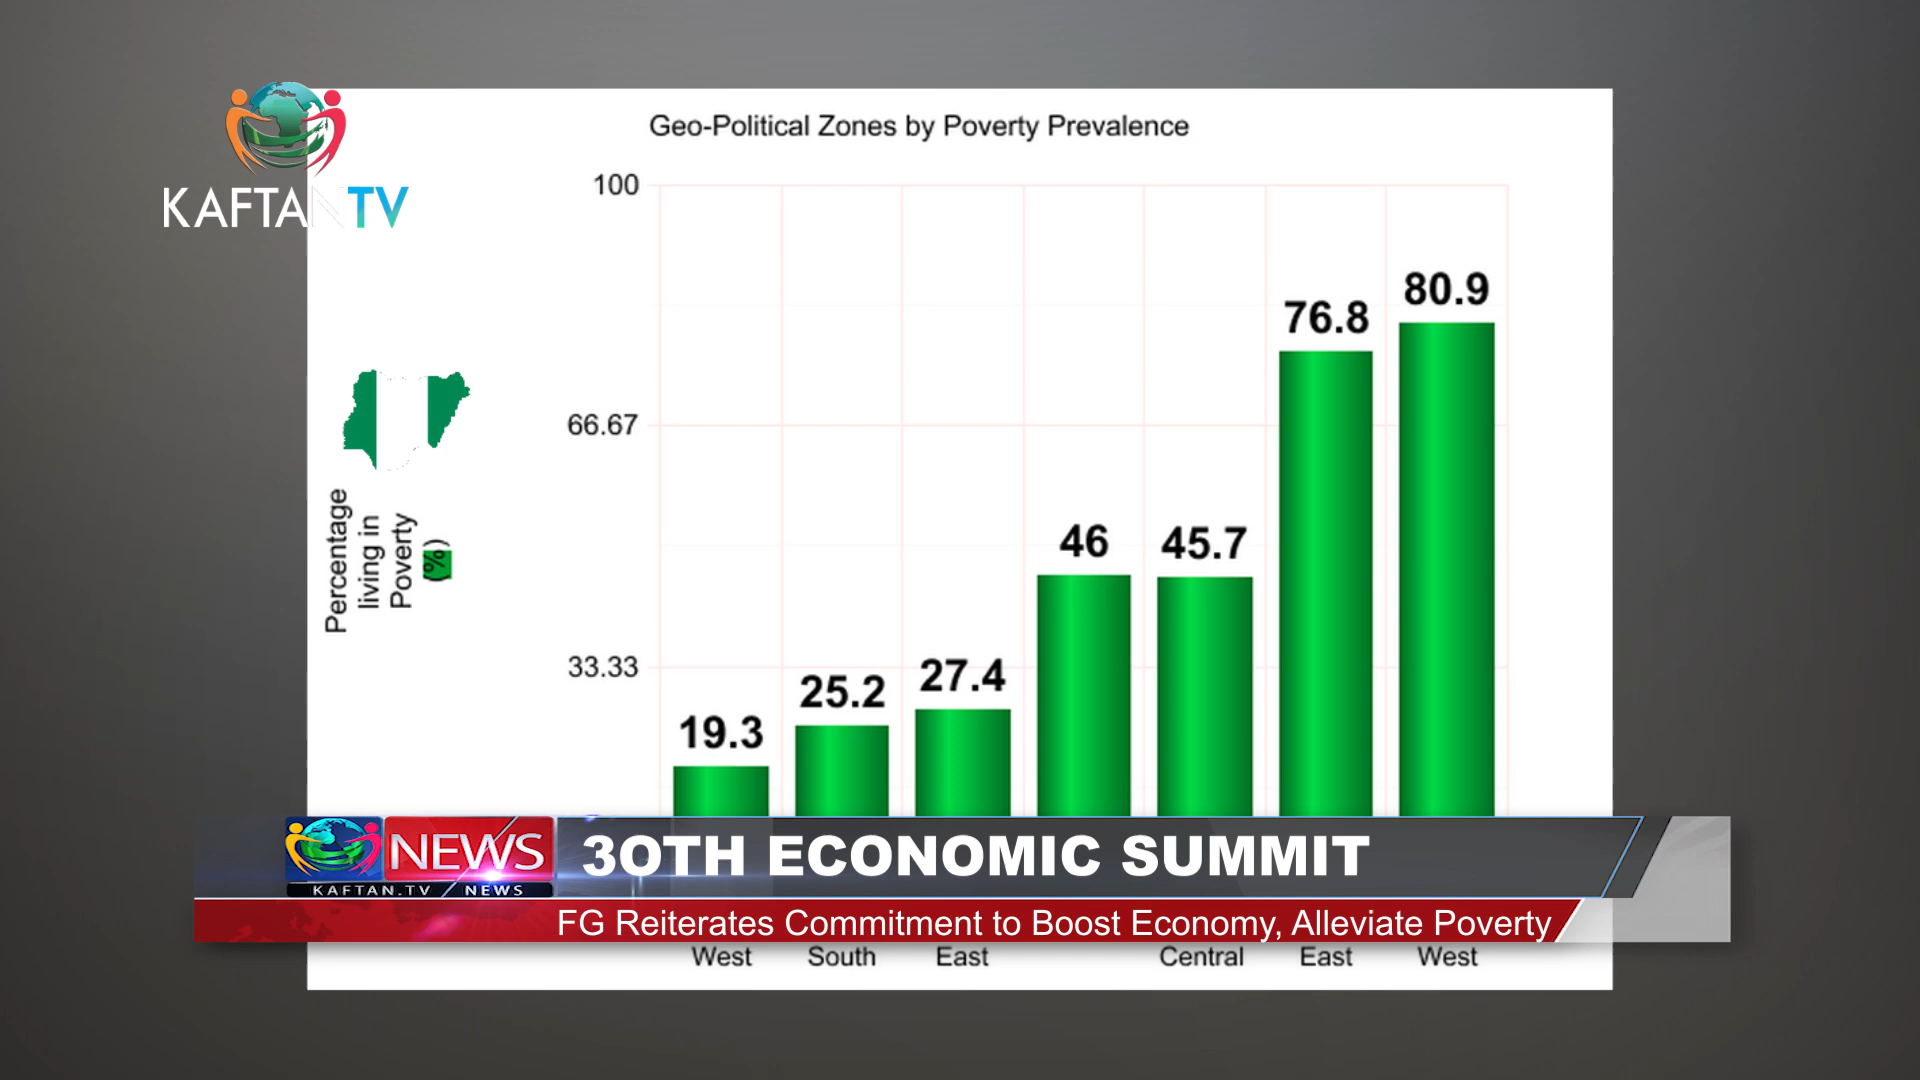 KAFTAN TV
Geo-Political Zones by Poverty Prevalence
100
66.67
33.33
Percentage
living in
Poverty
(%)
19.3
25.2
27.4
46
45.7
76.8
80.9
NEWS
KAFTAN.TV / NEWS
3OTH ECONOMIC SUMMIT
FG Reiterates Commitment to Boost Economy, Alleviate Poverty
West South East Central East West